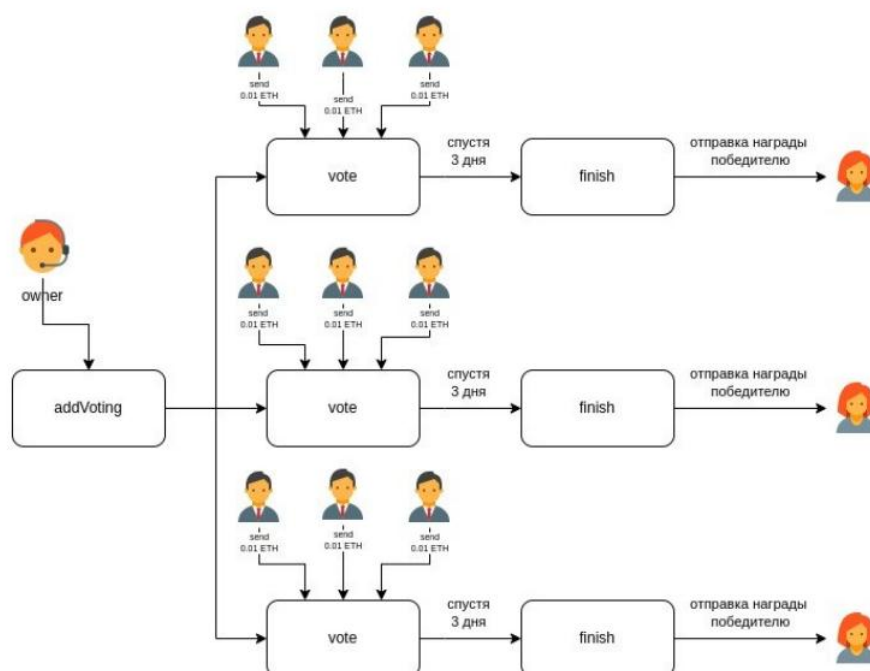 send
0.01 ETH
send
0.01 ETH
send
0.01 ETH
vote
спустя
3 дня
finish
отправка награды
победителю
owner
addVoting
send
0.01 ETH
send
0.01 ETH
send
0.01 ETH
vote
спустя
3 дня
finish
отправка награды
победителю
send
0.01 ETH
send
0.01 ETH
send
0.01 ETH
vote
спустя
3 дня
finish
отправка награды
победителю